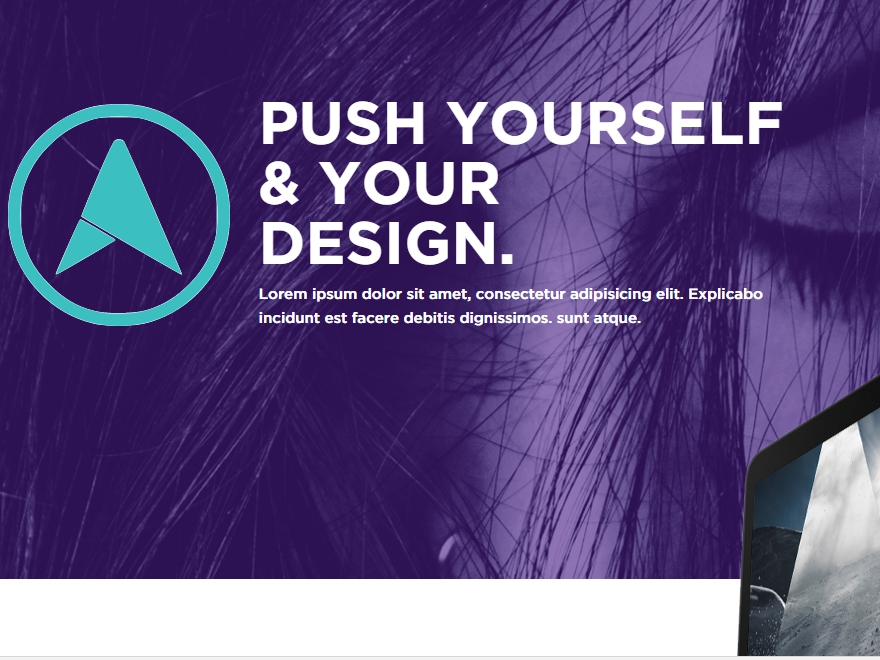 PUSH YOURSELF
& YOUR
DESIGN.
Lorem ipsum dolor sit amet, consectetur adipisicing elit. Explicabo
incidunt est facere debitis dignissimos. sunt atque.